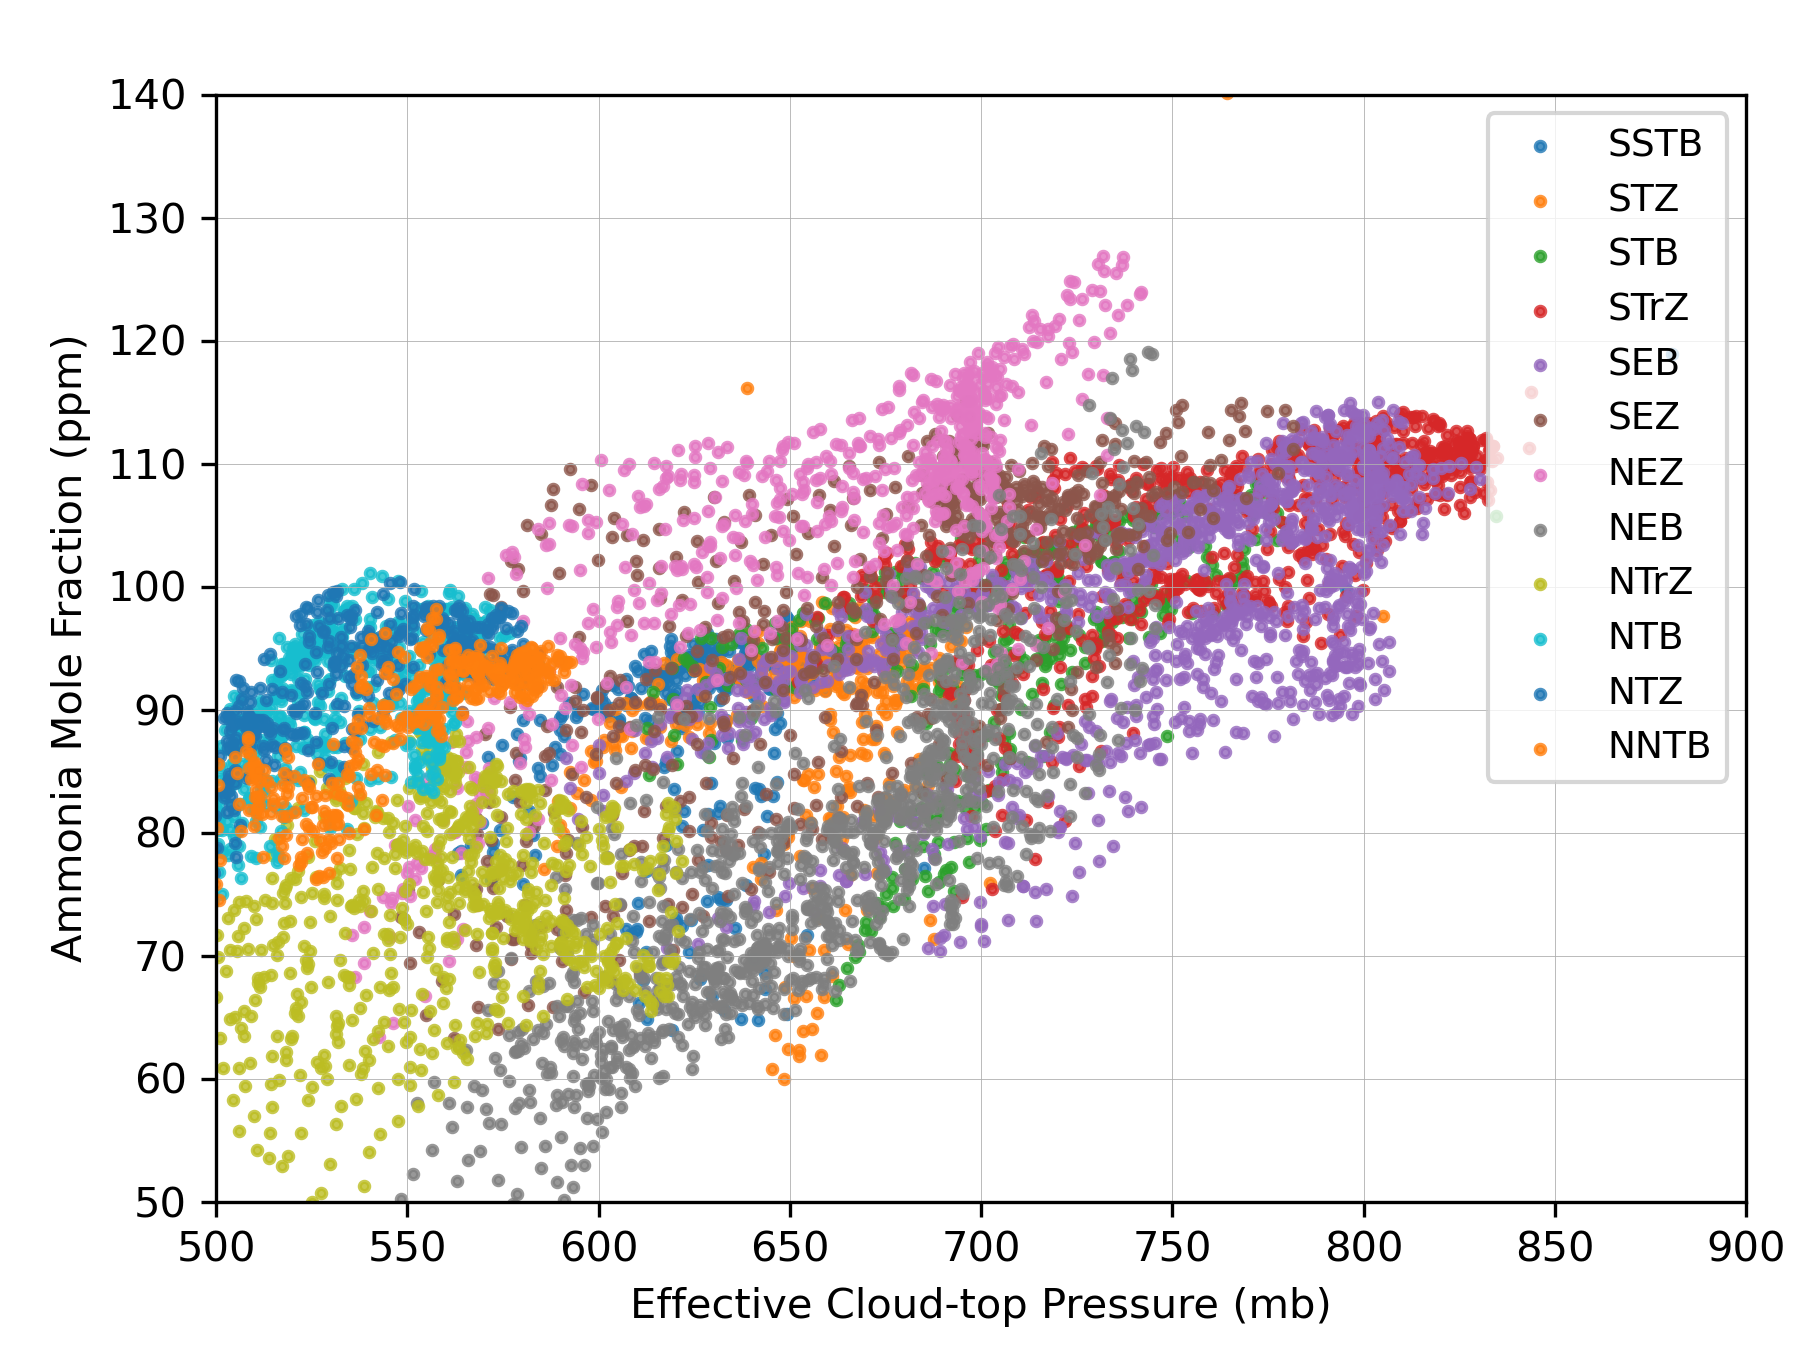 140
130
120
110
100
90
80
70
60
50
Ammonia Mole Fraction (ppm)
500 550 600 650 700 750 800 850 900
Effective Cloud-top Pressure (mb)
SSTB
STZ
STB
STrZ
SEB
SEZ
NEZ
NEB
NTrZ
NTB
NTZ
NNTB